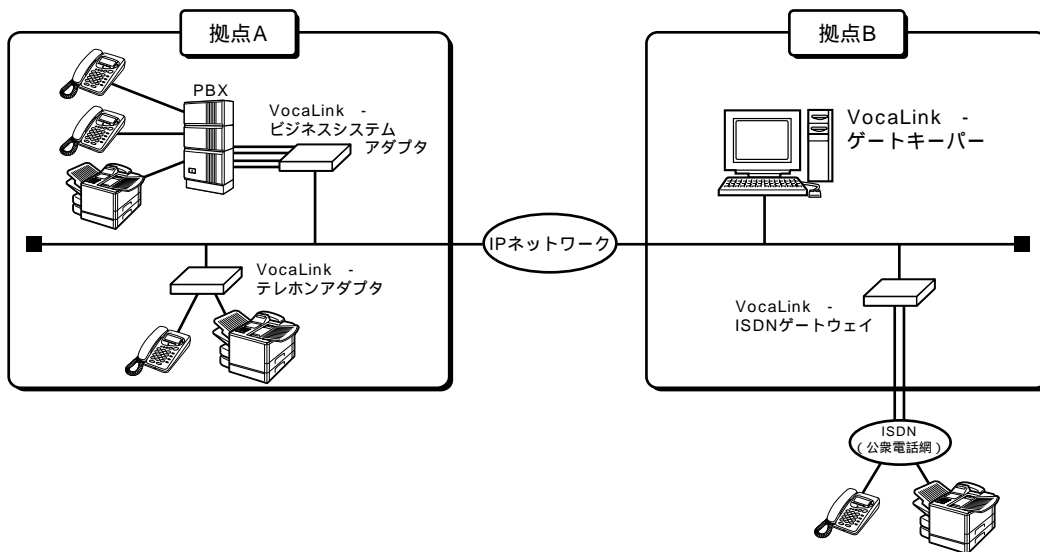 拠点A
拠点B
PBX
VocaLink -
ビジネスシステム
アダプタ
VocaLink -
ゲートキーパー
IPネットワーク
VocaLink -
テレホンアダプタ
VocaLink -
ISDNゲートウェイ
ISDN
(公衆電話網)